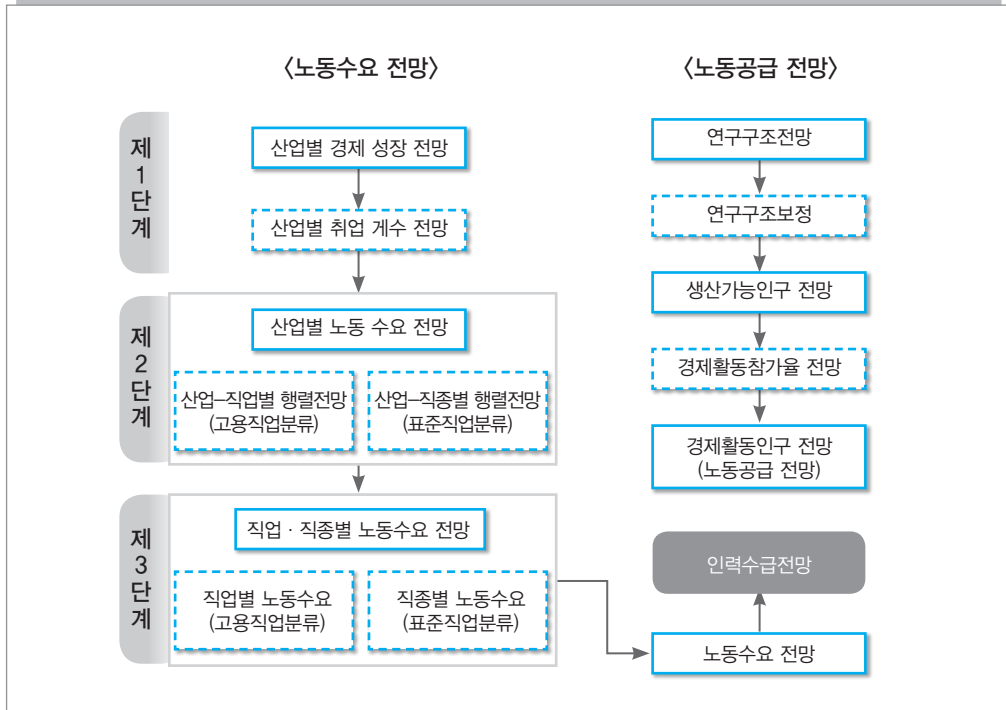 〈노동수요 전망〉
제1단계
산업별 경제 성장 전망
산업별 취업 게수 전망
제2단계
산업별 노동 수요 전망
산업–직업별 행렬전망
(고용직업분류)
산업–직종별 행렬전망
(표준직업분류)
제3단계
직업 · 직종별 노동수요 전망
직업별 노동수요
(고용직업분류)
직종별 노동수요
(표준직업분류)
〈노동공급 전망〉
연구구조전망
연구구조보정
생산가능인구 전망
경제활동참가율 전망
경제활동인구 전망
(노동공급 전망)
인력수급전망
노동수요 전망